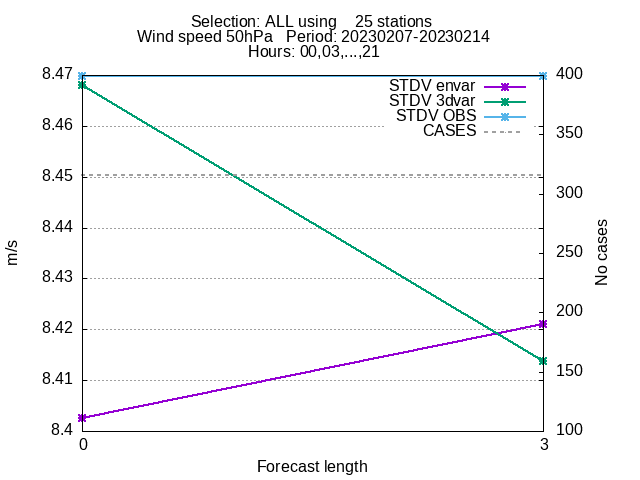 Selection: ALL using    25 stations
Wind speed 50hPa   Period: 20230207-20230214
Hours: 00,03,...,21
8.47
8.46
8.45
8.44
8.43
8.42
8.41
8.4
400
350
300
250
200
150
100
STDV envar
STDV 3dvar
STDV OBS
CASES
m/s
No cases
0
3
Forecast length